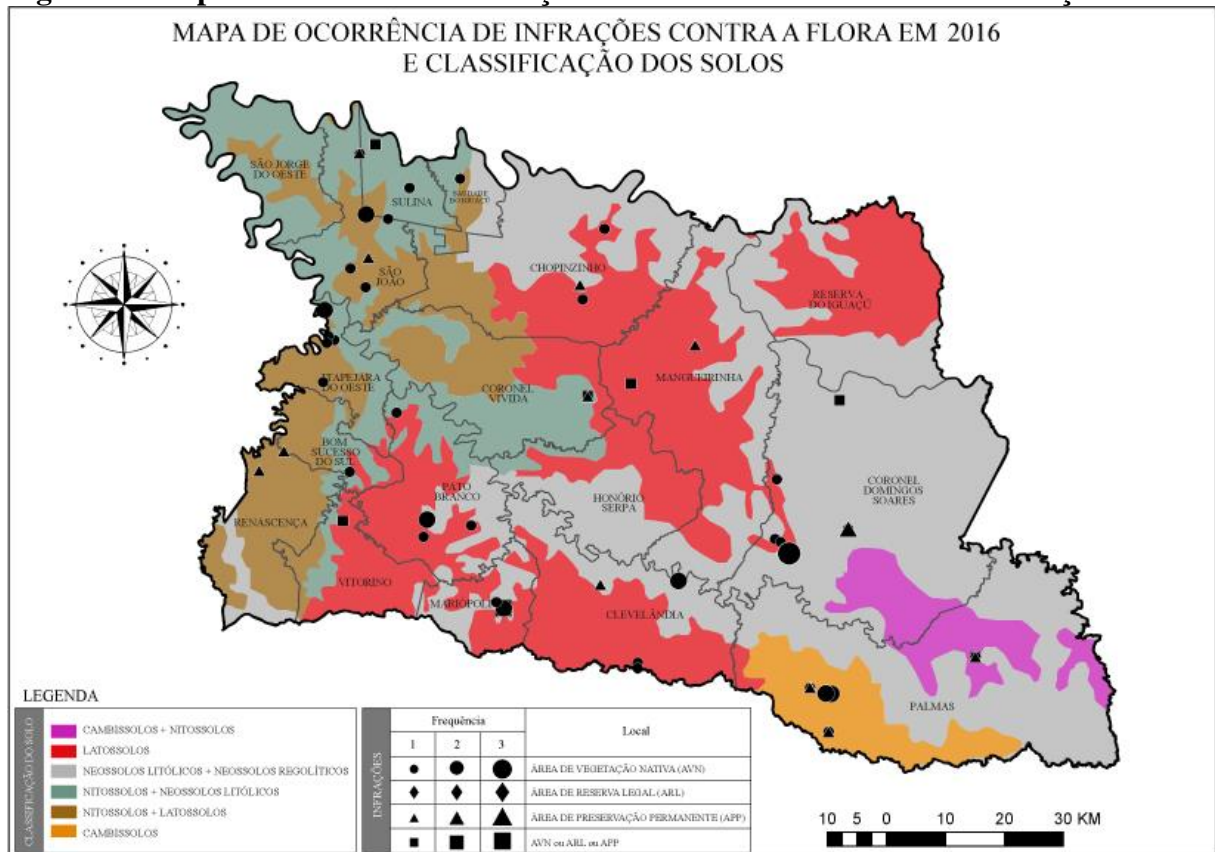 MAPA DE OCORRÊNCIA DE INFRAÇÕES CONTRA A FLORA EM 2016
E CLASSIFICAÇÃO DOS SOLOS
SÃO JORGE
DO OESTE
SULINA
SAUDADE
DO IGUAÇÚ
SÃO
JOÃO
CHOPINZINHO
RESERVA
DO IGUAÇÚ
ITAPEJARA
DO OESTE
CORONEL
VIVIDA
MANGUEIRINHA
BOM
SUCESSO
DO SUL
PATO
BRANCO
HONÓRIO
SERPA
CORONEL
DOMINGOS
SOARES
RENASCENÇA
VITORINO
CLEVELÂNDIA
PALMAS
LEGENDA
CLASSIFICAÇÃO DO SOLO
CAMBISSOLOS + NITOSSOLOS
LATOSSOLOS
NEOSSOLOS LITÓLICOS + NEOSSOLOS REGOLÍTICOS
NITOSSOLOS + NEOSSOLOS LITÓLICOS
NITOSSOLOS + LATOSSOLOS
CAMBISSOLOS
INFRAÇÕES
Frequência
Local
1 2 3
ÁREA DE VEGETAÇÃO NATIVA (AVN)
ÁREA DE RESERVA LEGAL (ARL)
ÁREA DE PRESERVAÇÃO PERMANENTE (APP)
AVN ou ARL ou APP
10 5 0 10 20 30 KM